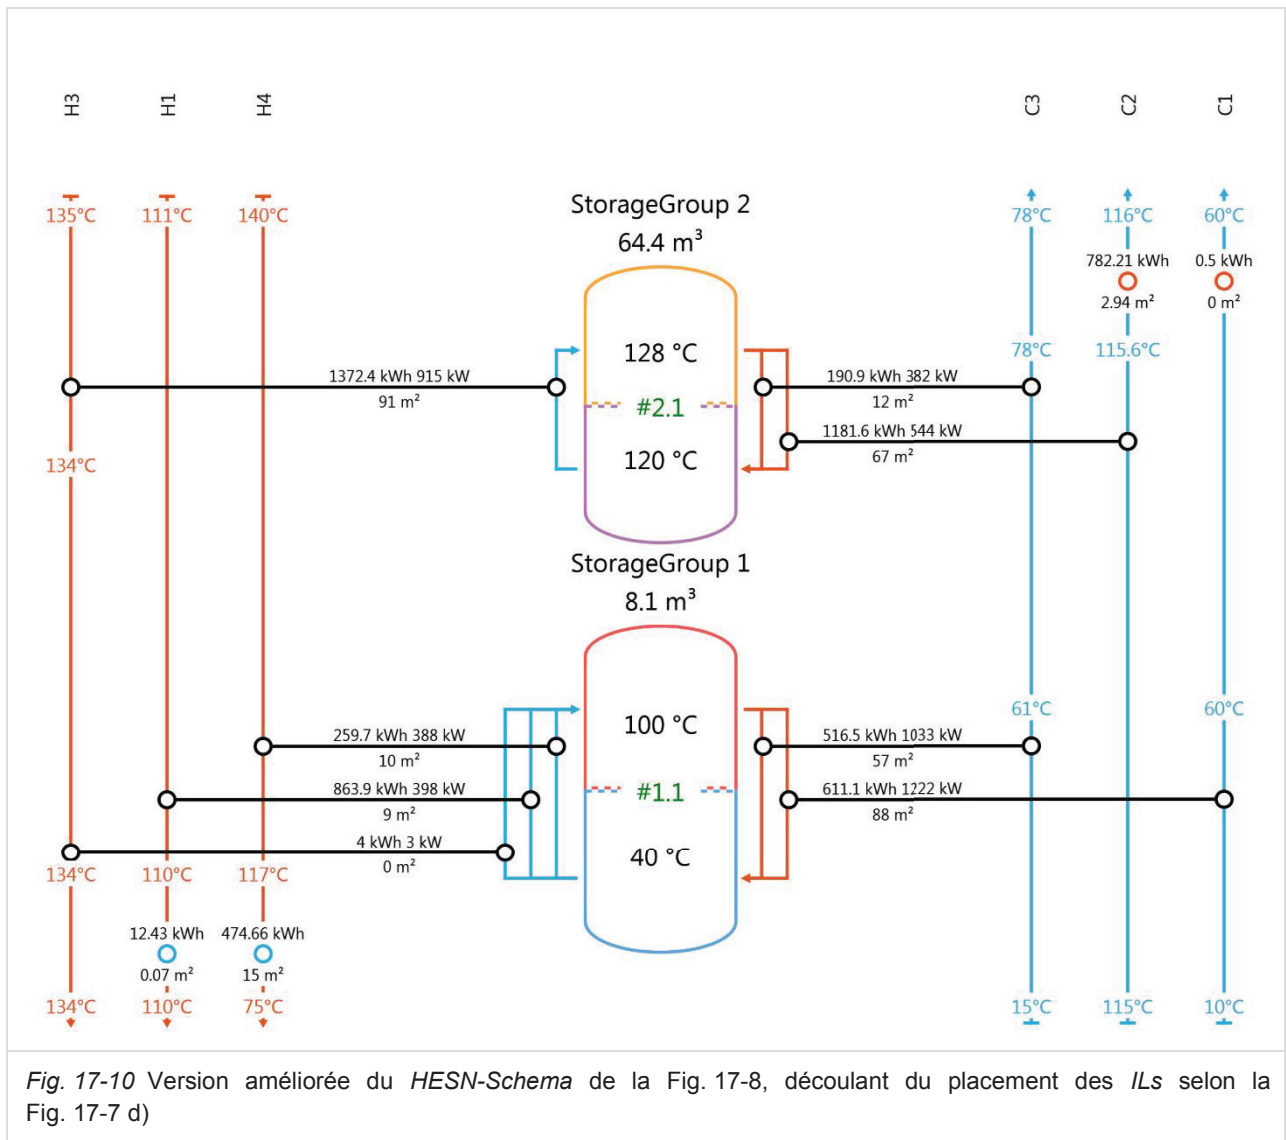 H3 H1 H4 C3 C2 C1
135°C 111°C 140°C 78°C 116°C 60°C
StorageGroup 2
64.4 m³
782.21 kWh 0.5 kWh
2.94 m² 0 m²
128 °C 78°C 115.6°C
1372.4 kWh 915 kW 190.9 kWh 382 kW
91 m² #2.1 12 m²
1181.6 kWh 544 kW
67 m²
134°C 120 °C
StorageGroup 1
8.1 m³
100 °C 61°C 60°C
259.7 kWh 388 kW 516.5 kWh 1033 kW
10 m² 57 m²
863.9 kWh 398 kW #1.1 611.1 kWh 1222 kW
9 m² 88 m²
4 kWh 3 kW
0 m² 40 °C
134°C 110°C 117°C
12.43 kWh 474.66 kWh
0.07 m² 15 m²
134°C 110°C 75°C 15°C 115°C 10°C
Fig. 17-10 Version améliorée du HESN-Schema de la Fig. 17-8, découlant du placement des ILs selon la
Fig. 17-7 d)